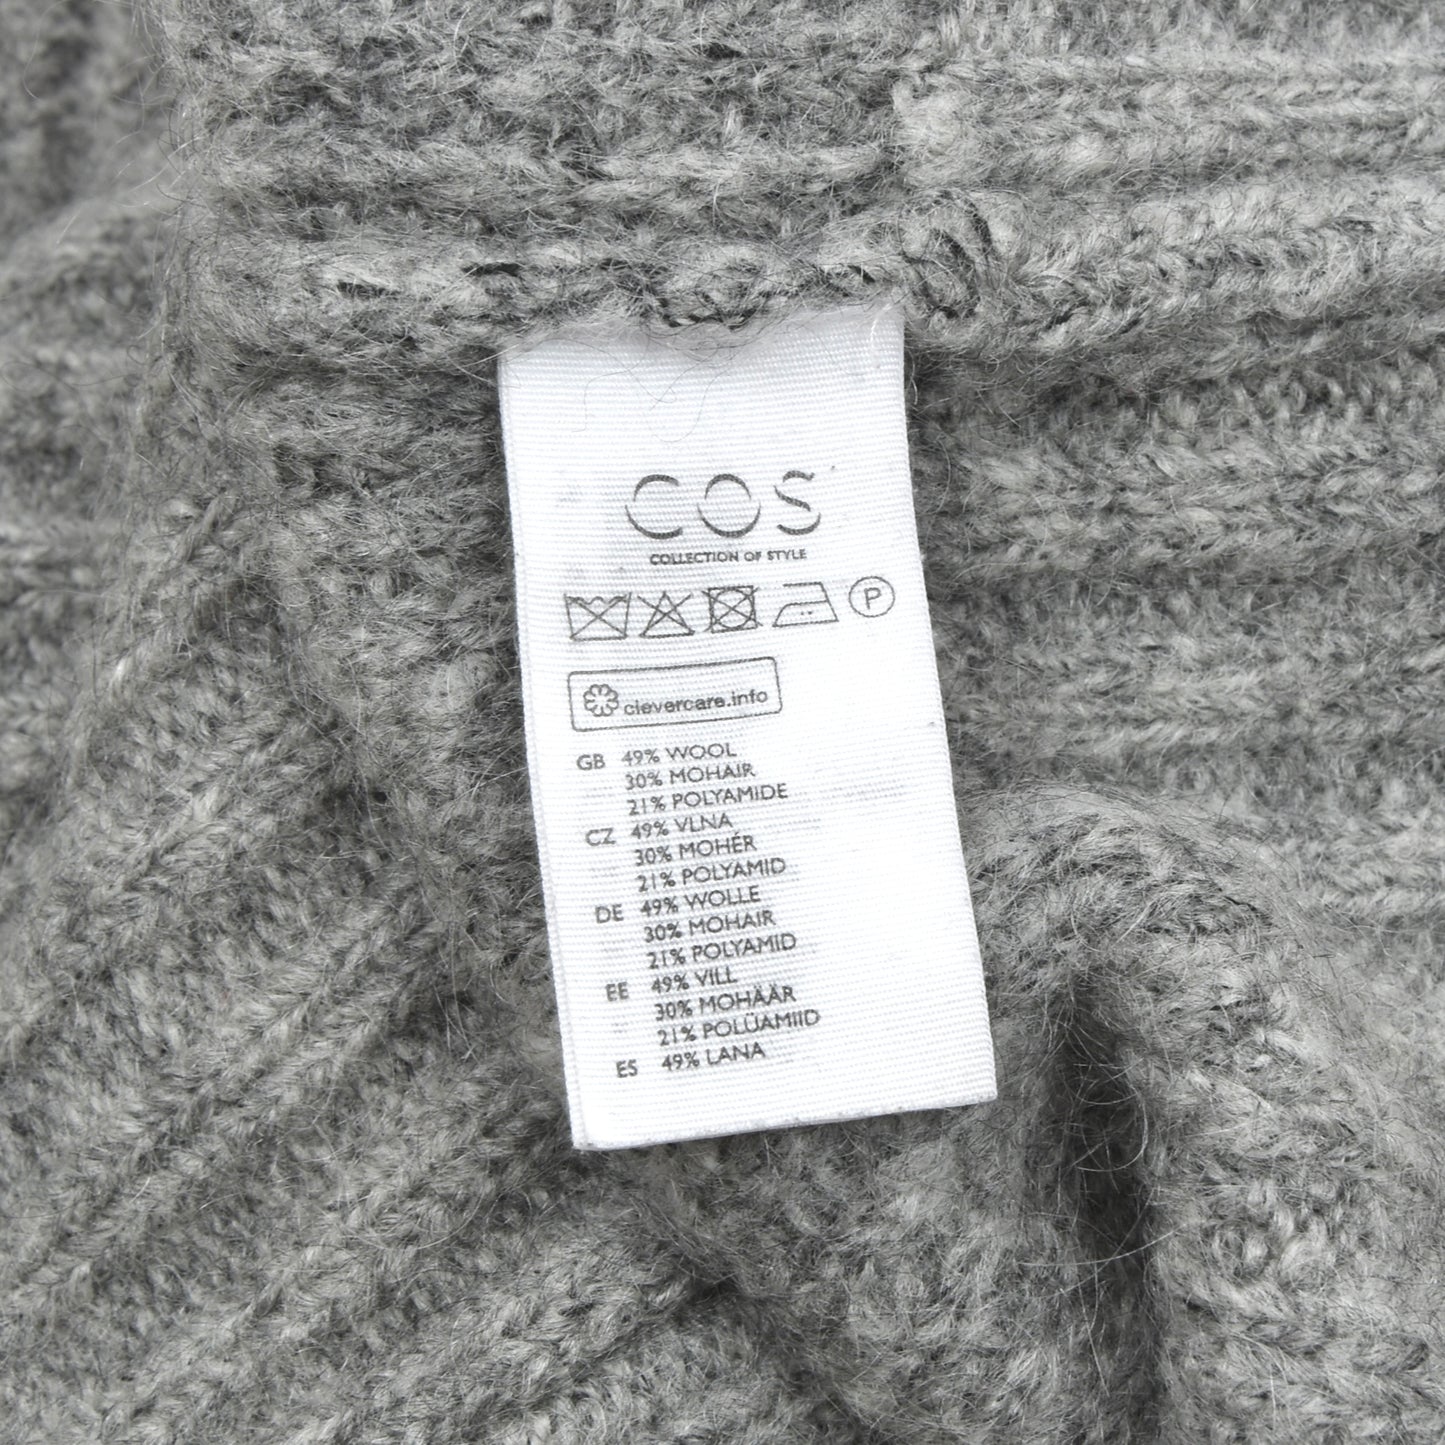 COS
COLLECTION OF STYLE
P
clevercare.info
GB 49% WOOL
30% MOHAIR
21% POLYAMIDE
CZ 49% VLNA
30% MOHÉR
21% POLYAMID
DE 49% WOLLE
30% MOHAIR
21% POLYAMID
EE 49% VILL
30% MOHÄÄR
21% POLÜAMIID
ES 49% LANA